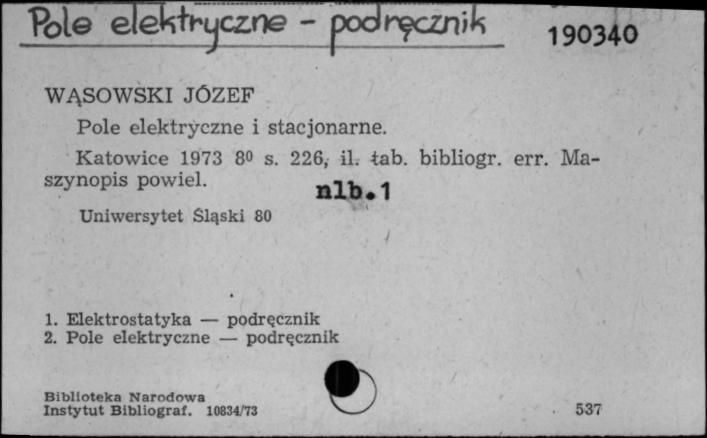 Pole elektryczne - podręcznik
190340
WĄSOWSKI JÓZEF
Pole elektryczne i stacjonarne.
Katowice 1973 8º s. 226, il. tab. bibliogr. err. Ma-
szynopis powiel.
nlb.1
Uniwersytet Śląski 80
1. Elektrostatyka — podręcznik
2. Pole elektryczne — podręcznik
Biblioteka Narodowa
Instytut Bibliograf. 10834/73
537